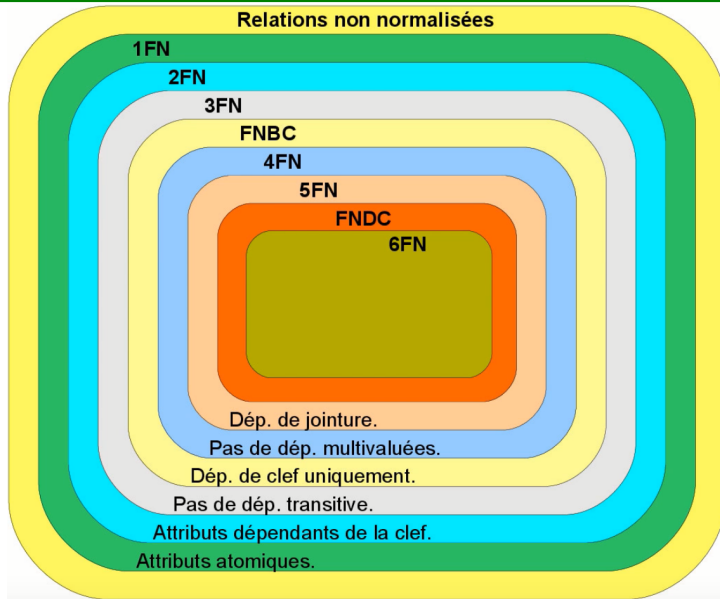 Relations non normalisées
1FN
2FN
3FN
FNBC
4FN
5FN
FNDC
6FN
Dép. de jointure.
Pas de dép. multivaluées.
Dép. de clef uniquement.
Pas de dép. transitive.
Attributs dépendants de la clef.
Attributs atomiques.